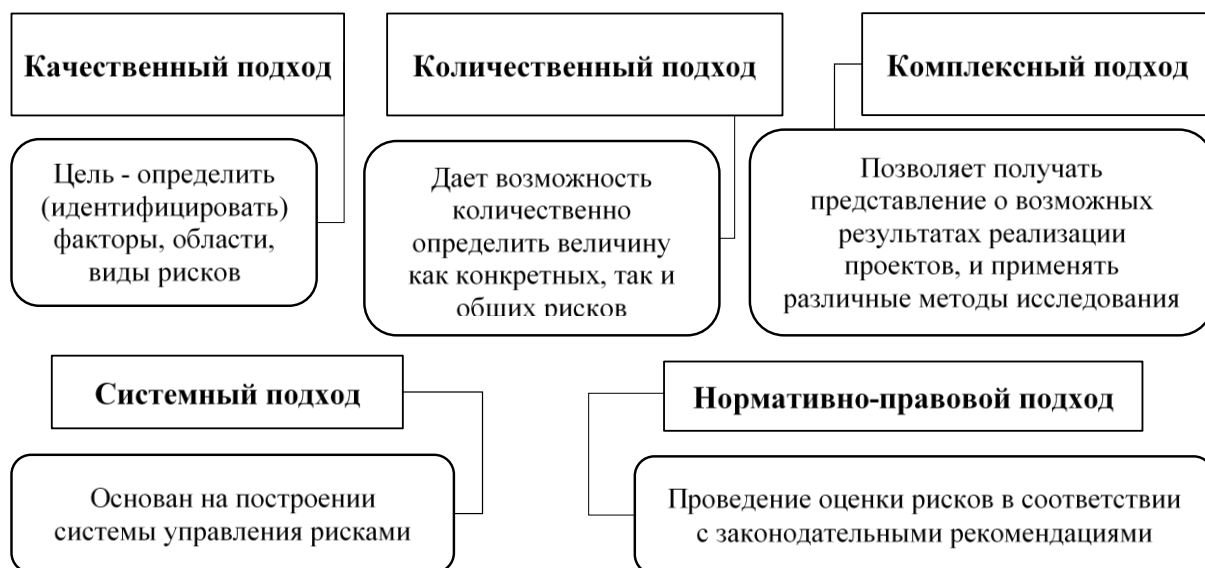 Качественный подход
Количественный подход
Комплексный подход
Цель - определить
(идентифицировать)
факторы, области,
виды рисков
Дает возможность
количественно
определить величину
как конкретных, так и
общих рисков
Позволяет получать
представление о возможных
результатах реализации
проектов, и применять
различные методы исследования
Системный подход
Нормативно-правовой подход
Основан на построении
системы управления рисками
Проведение оценки рисков в соответствии
с законодательными рекомендациями